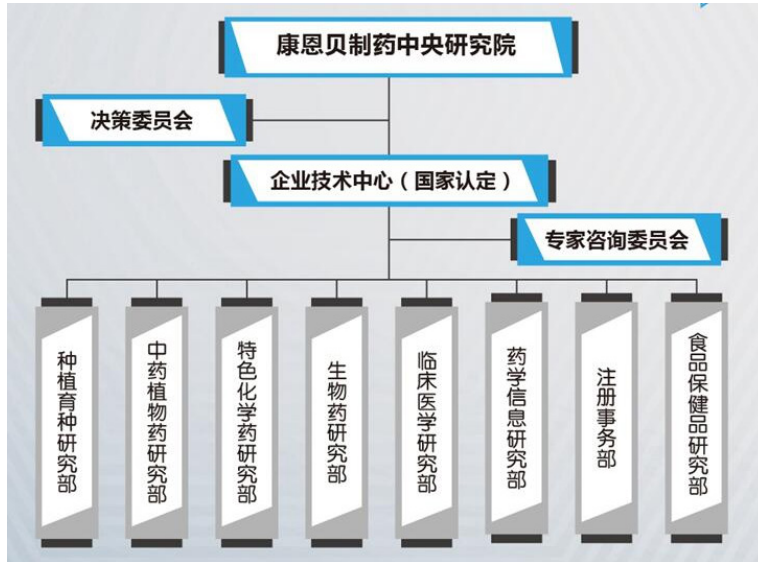 康恩贝制药中央研究院
决策委员会
企业技术中心（国家认定）
专家咨询委员会
种植育种研究部
中药植物药研究部
特色化学药研究部
生物药研究部
临床医学研究部
药学信息研究部
注册事务部
食品保健品研究部